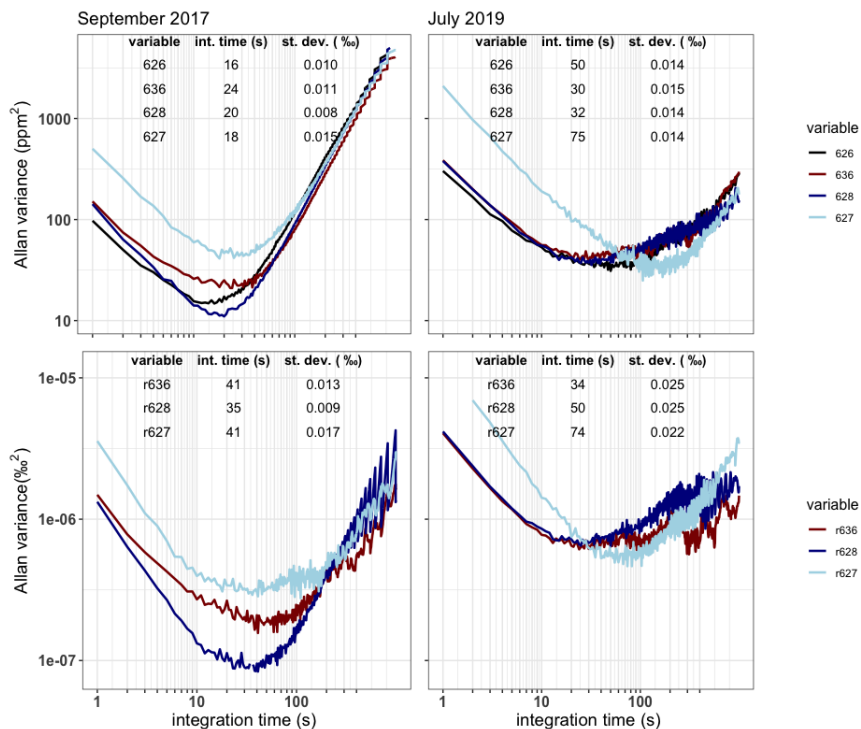 September 2017
July 2019
variable int. time (s) st. dev. ( ‰)
626 16 0.010
636 24 0.011
628 20 0.008
627 18 0.015
variable int. time (s) st. dev. ( ‰)
626 50 0.014
636 30 0.015
628 32 0.014
627 75 0.014
Allan variance (ppm²)
1000
100
10
variable
626
636
628
627
variable int. time (s) st. dev. ( ‰)
r636 41 0.013
r628 35 0.009
r627 41 0.017
variable int. time (s) st. dev. ( ‰)
r636 34 0.025
r628 50 0.025
r627 74 0.022
Allan variance(‰²)
1e-05
1e-06
1e-07
variable
r636
r628
r627
1 10 100
integration time (s)
1 10 100
integration time (s)